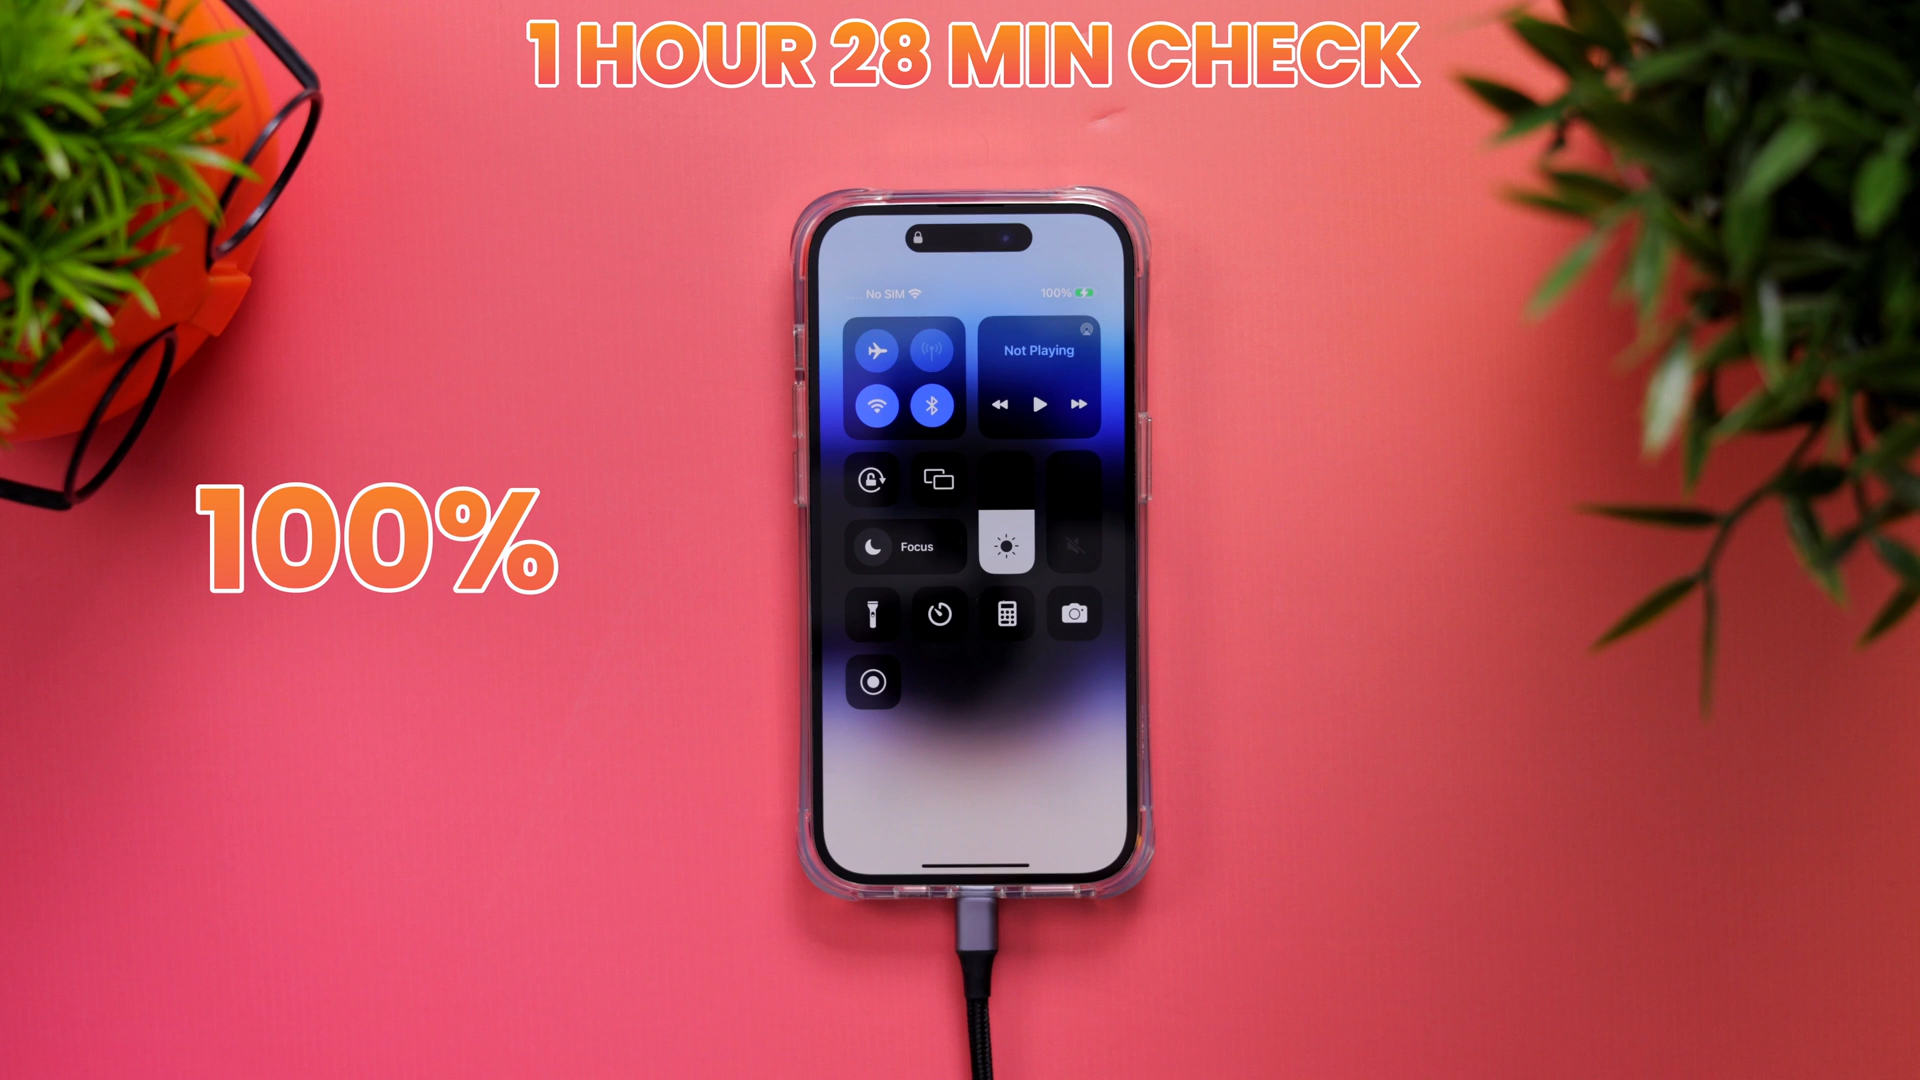 1 HOUR 28 MIN CHECK
No SIM
100%
Not Playing
100%
Focus